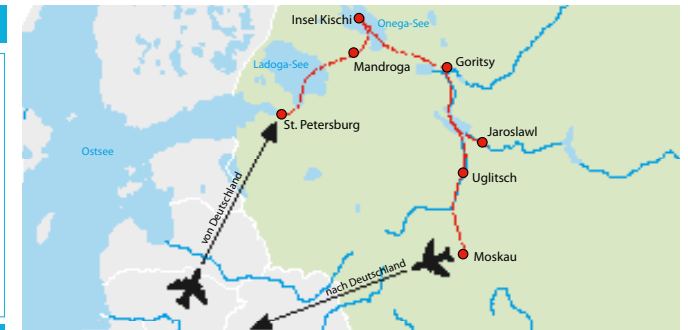 Insel Kischi
Onega-See
Ladoga-See
Mandroga
Goritsy
St. Petersburg
Jaroslawl
Ostsee
Uglitsch
von Deutschland
Moskau
nach Deutschland